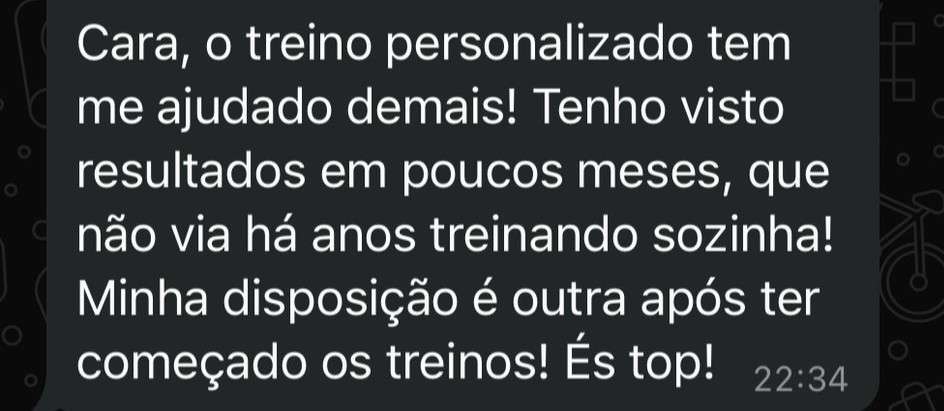 Cara, o treino personalizado tem
me ajudado demais! Tenho visto
resultados em poucos meses, que
não via há anos treinando sozinha!
Minha disposição é outra após ter
começado os treinos! És top!
22:34